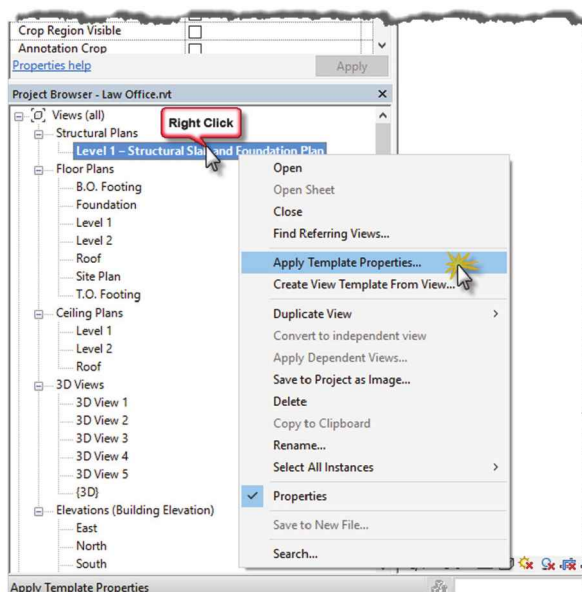 Crop Region Visible
Annotation Crop
Properties help
Apply
Project Browser - Law Office.rvt
Views (all)
Right Click
Structural Plans
Level 1 – Structural Slab and Foundation Plan
Floor Plans
B.O. Footing
Foundation
Level 1
Level 2
Roof
Site Plan
T.O. Footing
Ceiling Plans
Level 1
Level 2
Roof
3D Views
3D View 1
3D View 2
3D View 3
3D View 4
3D View 5
{3D}
Elevations (Building Elevation)
East
North
South
Open
Open Sheet
Close
Find Referring Views...
Apply Template Properties...
Create View Template From View...
Duplicate View
Convert to independent view
Apply Dependent Views...
Save to Project as Image...
Delete
Copy to Clipboard
Rename...
Select All Instances
Properties
Save to New File...
Search...
Apply Template Properties